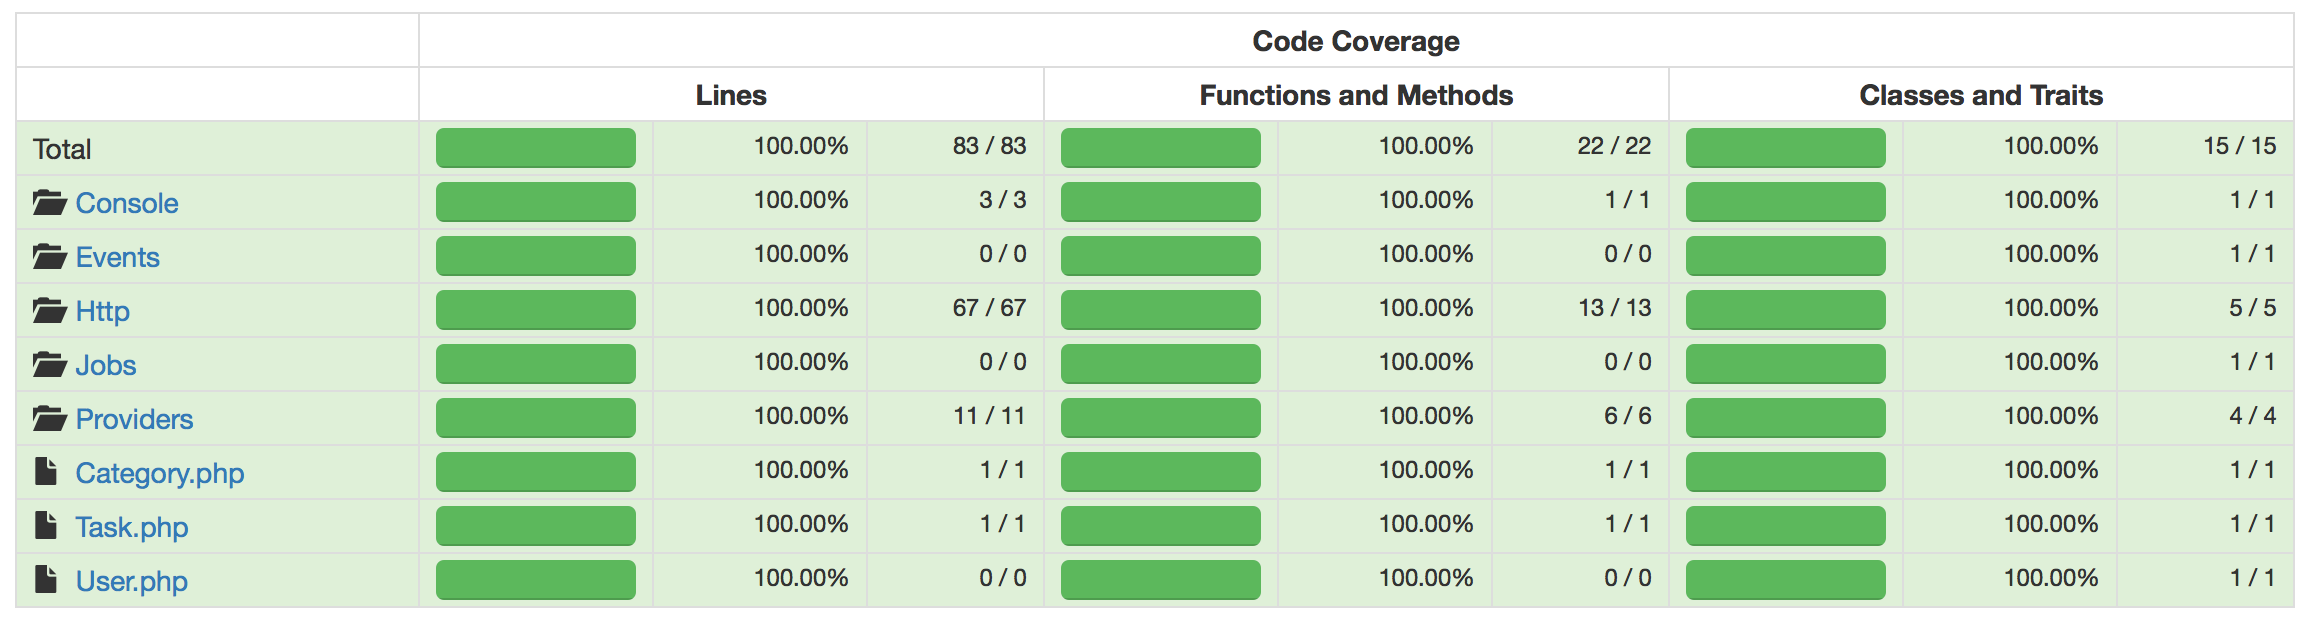 Code Coverage
Lines Functions and Methods Classes and Traits
Total 100.00% 83 / 83 100.00% 22 / 22 100.00% 15 / 15
Console 100.00% 3 / 3 100.00% 1 / 1 100.00% 1 / 1
Events 100.00% 0 / 0 100.00% 0 / 0 100.00% 1 / 1
Http 100.00% 67 / 67 100.00% 13 / 13 100.00% 5 / 5
Jobs 100.00% 0 / 0 100.00% 0 / 0 100.00% 1 / 1
Providers 100.00% 11 / 11 100.00% 6 / 6 100.00% 4 / 4
Category.php 100.00% 1 / 1 100.00% 1 / 1 100.00% 1 / 1
Task.php 100.00% 1 / 1 100.00% 1 / 1 100.00% 1 / 1
User.php 100.00% 0 / 0 100.00% 0 / 0 100.00% 1 / 1